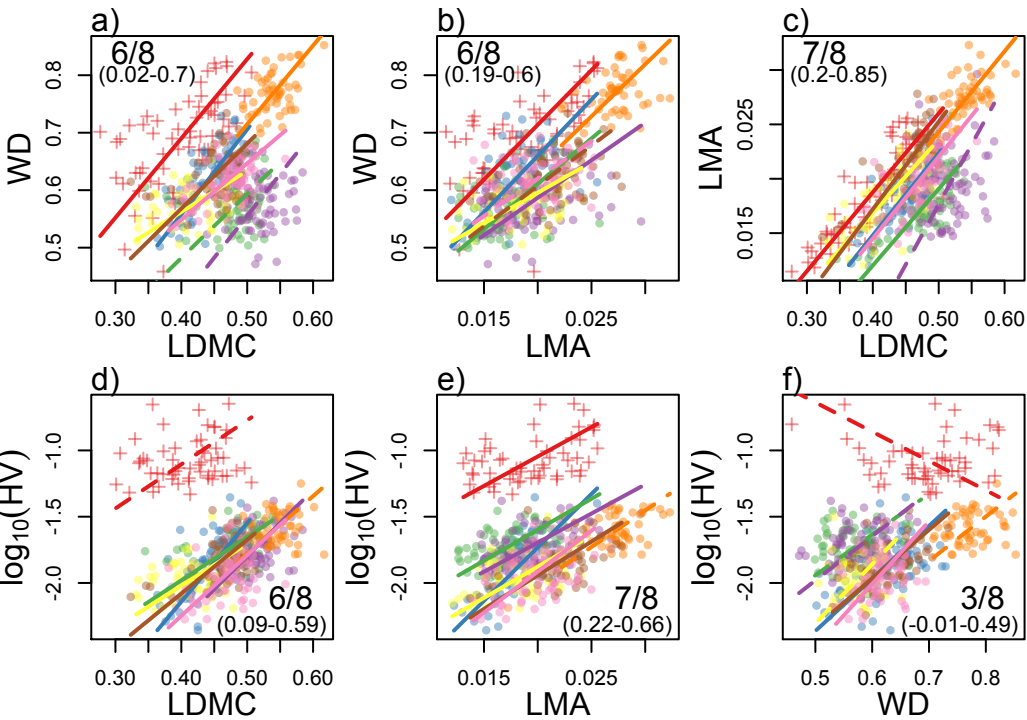 a)
6/8
(0.02-0.7)
WD
0.5 0.6 0.7 0.8
0.30 0.40 0.50 0.60
LDMC
b)
6/8
(0.19-0.6)
WD
0.5 0.6 0.7 0.8
0.015 0.025
LMA
c)
7/8
(0.2-0.85)
LMA
0.015 0.025
0.30 0.40 0.50 0.60
LDMC
d)
log10(HV)
-2.0 -1.5 -1.0
6/8
(0.09-0.59)
0.30 0.40 0.50 0.60
LDMC
e)
log10(HV)
-2.0 -1.5 -1.0
7/8
(0.22-0.66)
0.015 0.025
LMA
f)
log10(HV)
-2.0 -1.5 -1.0
3/8
(-0.01-0.49)
0.5 0.6 0.7 0.8
WD